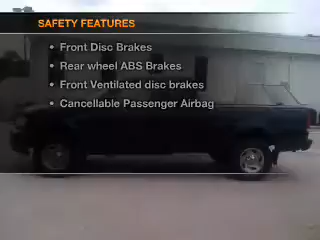 SAFETY FEATURES
• Front Disc Brakes
• Rear wheel ABS Brakes
• Front Ventilated disc brakes
• Cancellable Passenger Airbag